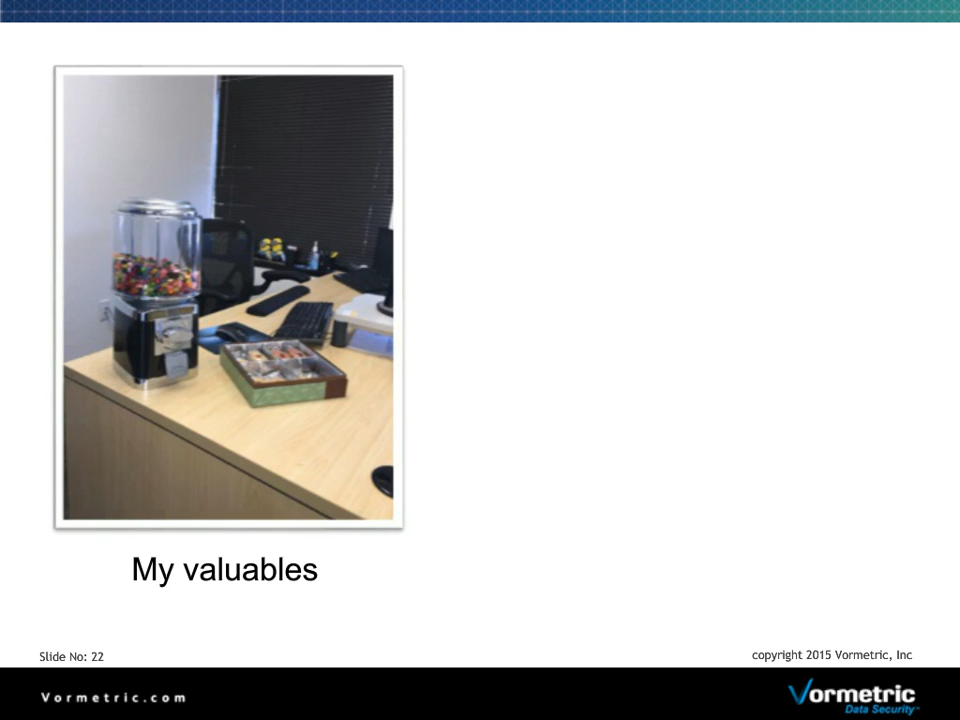 My valuables
Slide No: 22
copyright 2015 Vormetric, Inc
Vormetric.com
Vormetric
Data Security